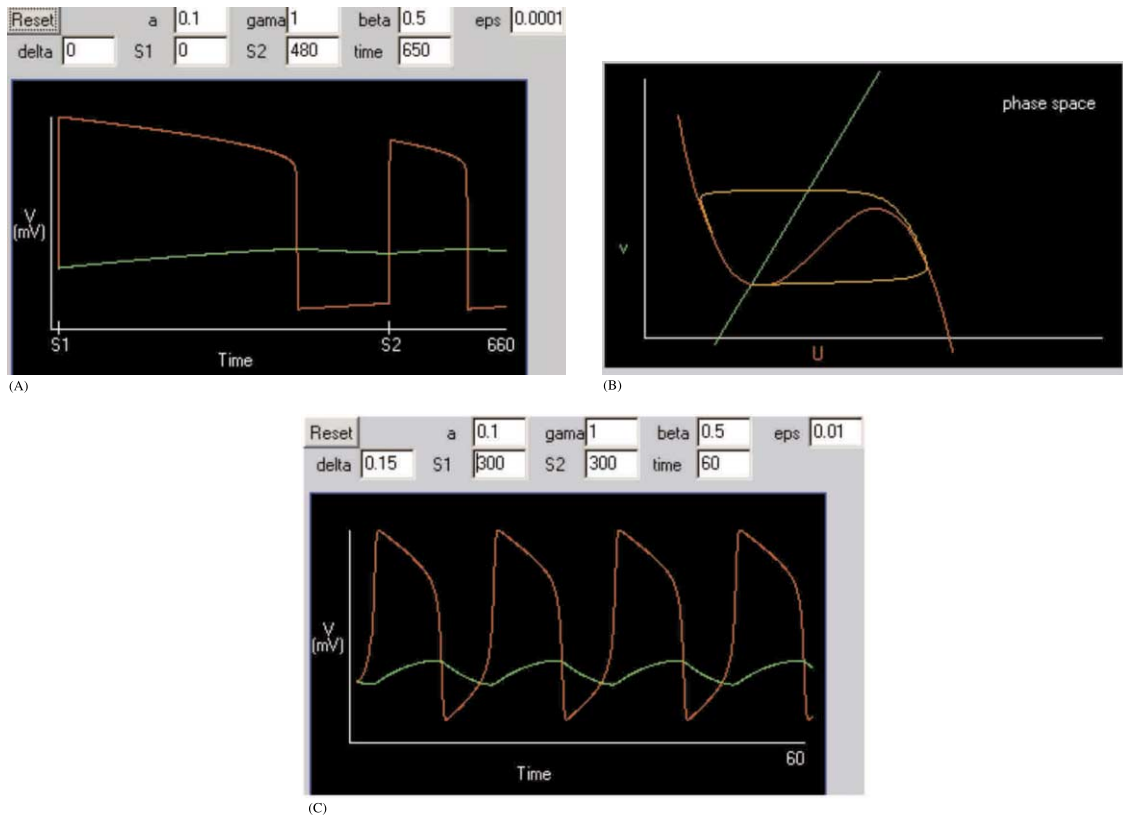 Reset a 0.1 gama 1 beta 0.5 eps 0.0001
delta 0 S1 0 S2 480 time 650
V
(mV)
S1 S2 660
Time
(A)
phase space
v
U
(B)
Reset a 0.1 gama 1 beta 0.5 eps 0.01
delta 0.15 S1 300 S2 300 time 60
V
(mV)
60
Time
(C)